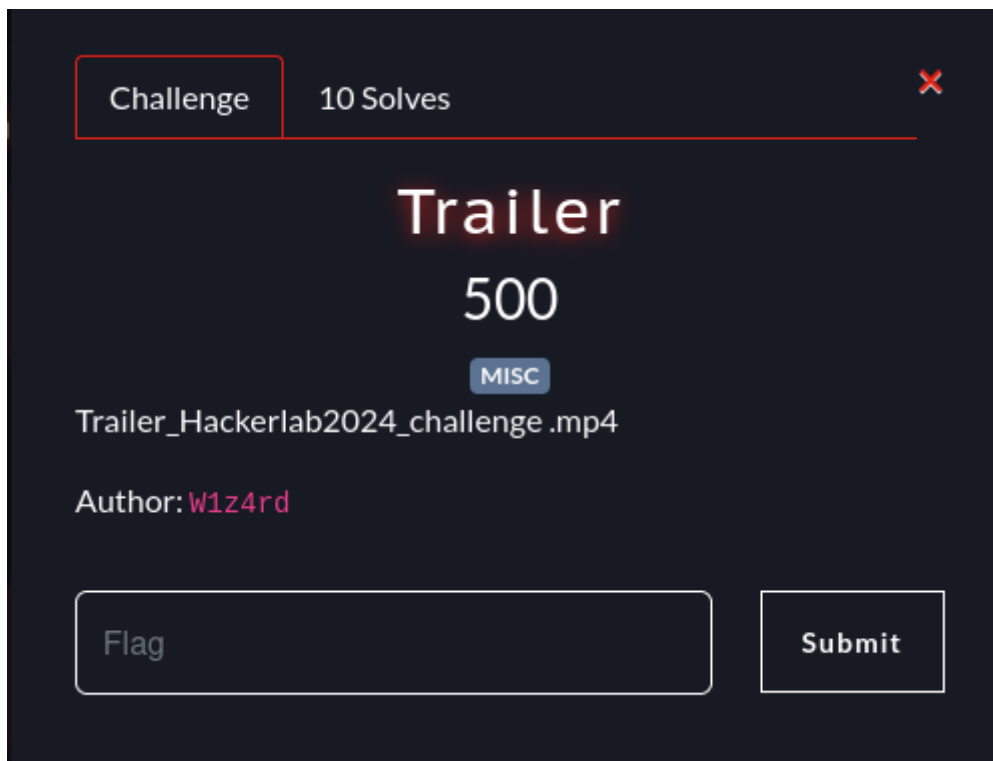 Challenge
10 Solves
Trailer
500
MISC
Trailer_Hackerlab2024_challenge .mp4
Author: W1z4rd
Flag
Submit